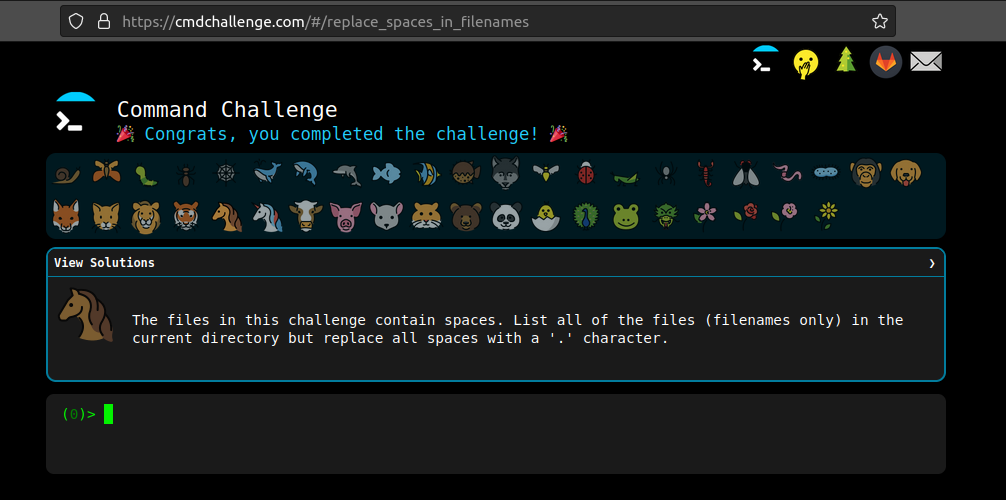 https://cmdchallenge.com/#/replace_spaces_in_filenames
Command Challenge
🎉 Congrats, you completed the challenge! 🎉
View Solutions ❯
The files in this challenge contain spaces. List all of the files (filenames only) in the
current directory but replace all spaces with a '.' character.
(0)>